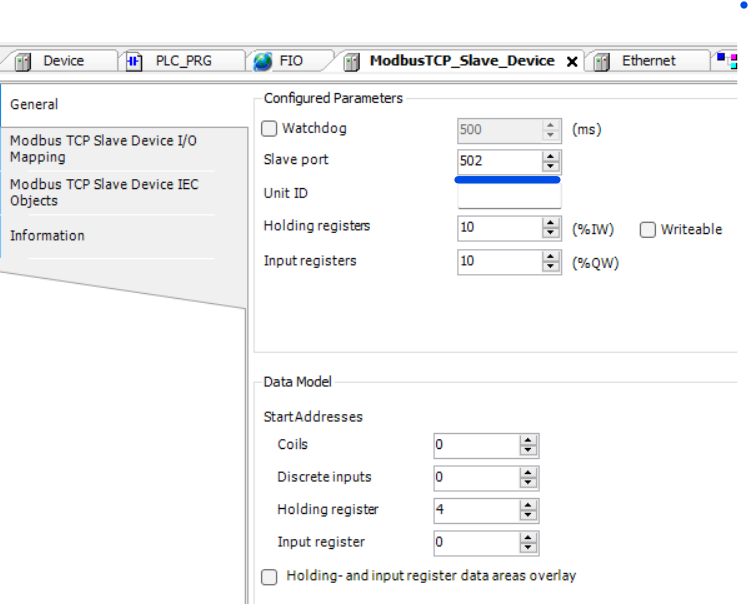 Device PLC_PRG FIO ModbusTCP_Slave_Device Ethernet
General
Modbus TCP Slave Device I/O
Mapping
Modbus TCP Slave Device IEC
Objects
Information
Configured Parameters
Watchdog 500 (ms)
Slave port 502
Unit ID
Holding registers 10 (%IW) Writeable
Input registers 10 (%QW)
Data Model
StartAddresses
Coils 0
Discrete inputs 0
Holding register 4
Input register 0
Holding- and input register data areas overlay